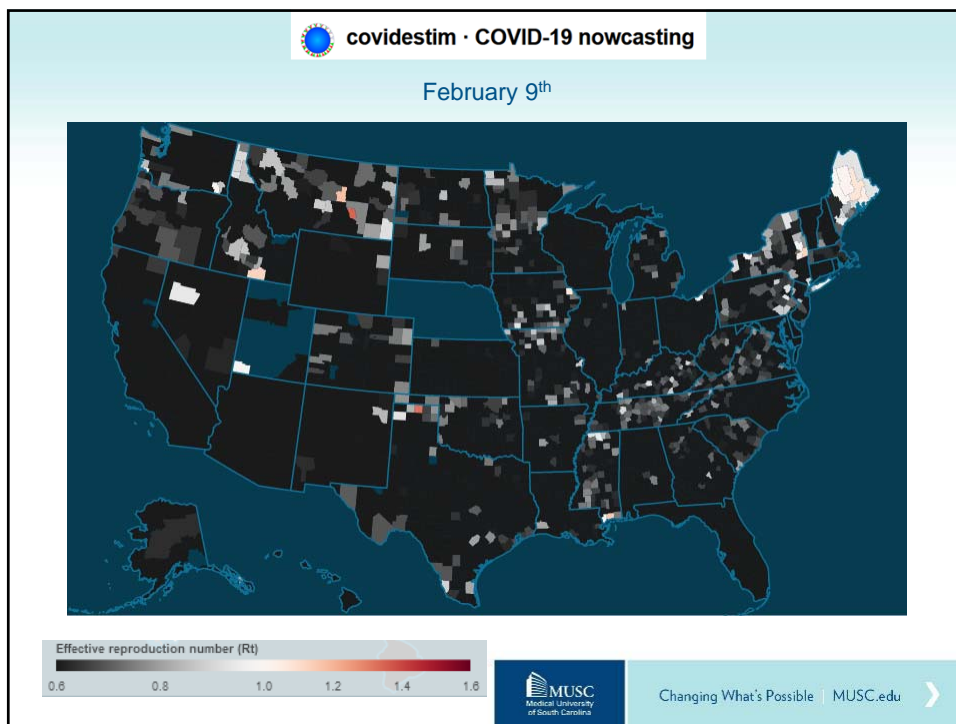 covidestim · COVID-19 nowcasting
February 9th
Effective reproduction number (Rt)
0.6 0.8 1.0 1.2 1.4 1.6
MUSC
Medical University
of South Carolina
Changing What's Possible | MUSC.edu